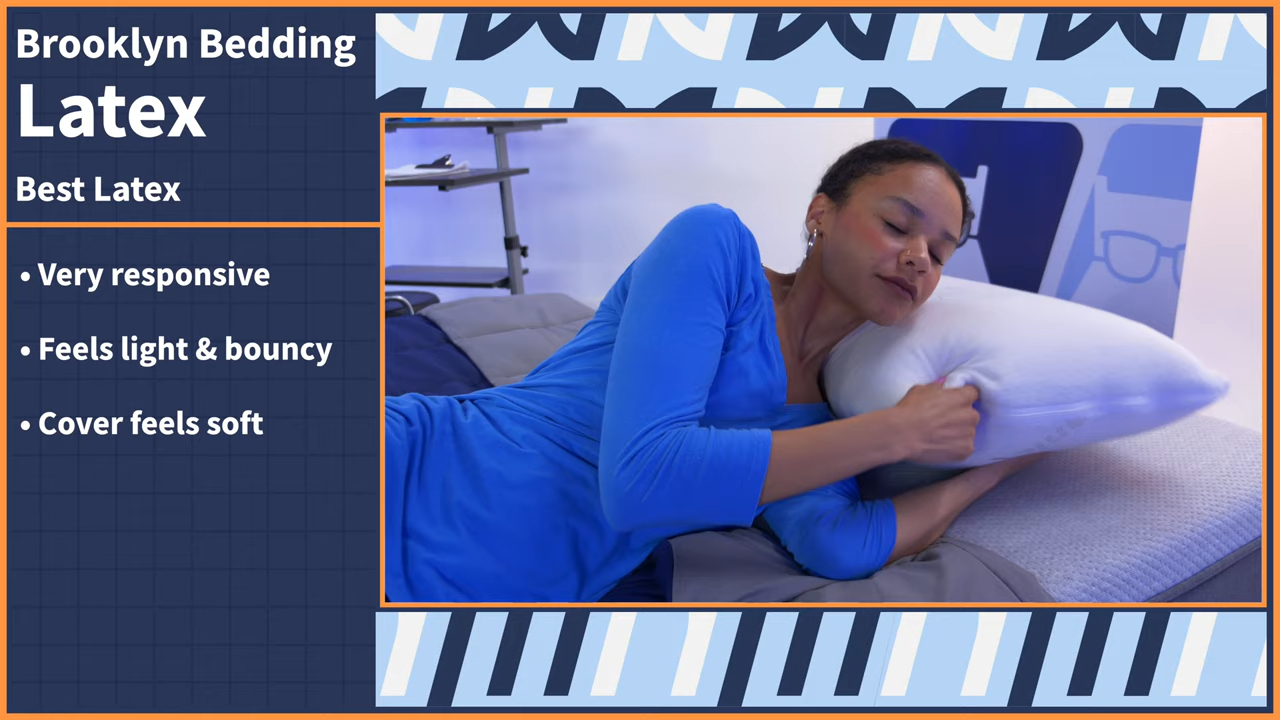 Brooklyn Bedding
Latex
Best Latex
• Very responsive
• Feels light & bouncy
• Cover feels soft